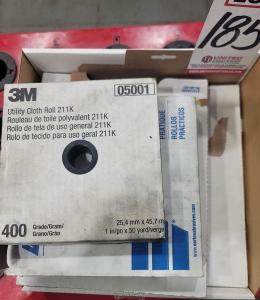 185
3M
05001
Utility Cloth Roll 211K
Rouleau de toile polyvalent 211K
Rollo de tela de uso general 211K
Rolo de tecido para uso geral 211K
PRATIQUE
ROLLOS
PRÁCTICOS
400
Grade/Grain/
Grano/Grão
25,4 mm x 45,7 m
1 in/po x 50 yard/verge